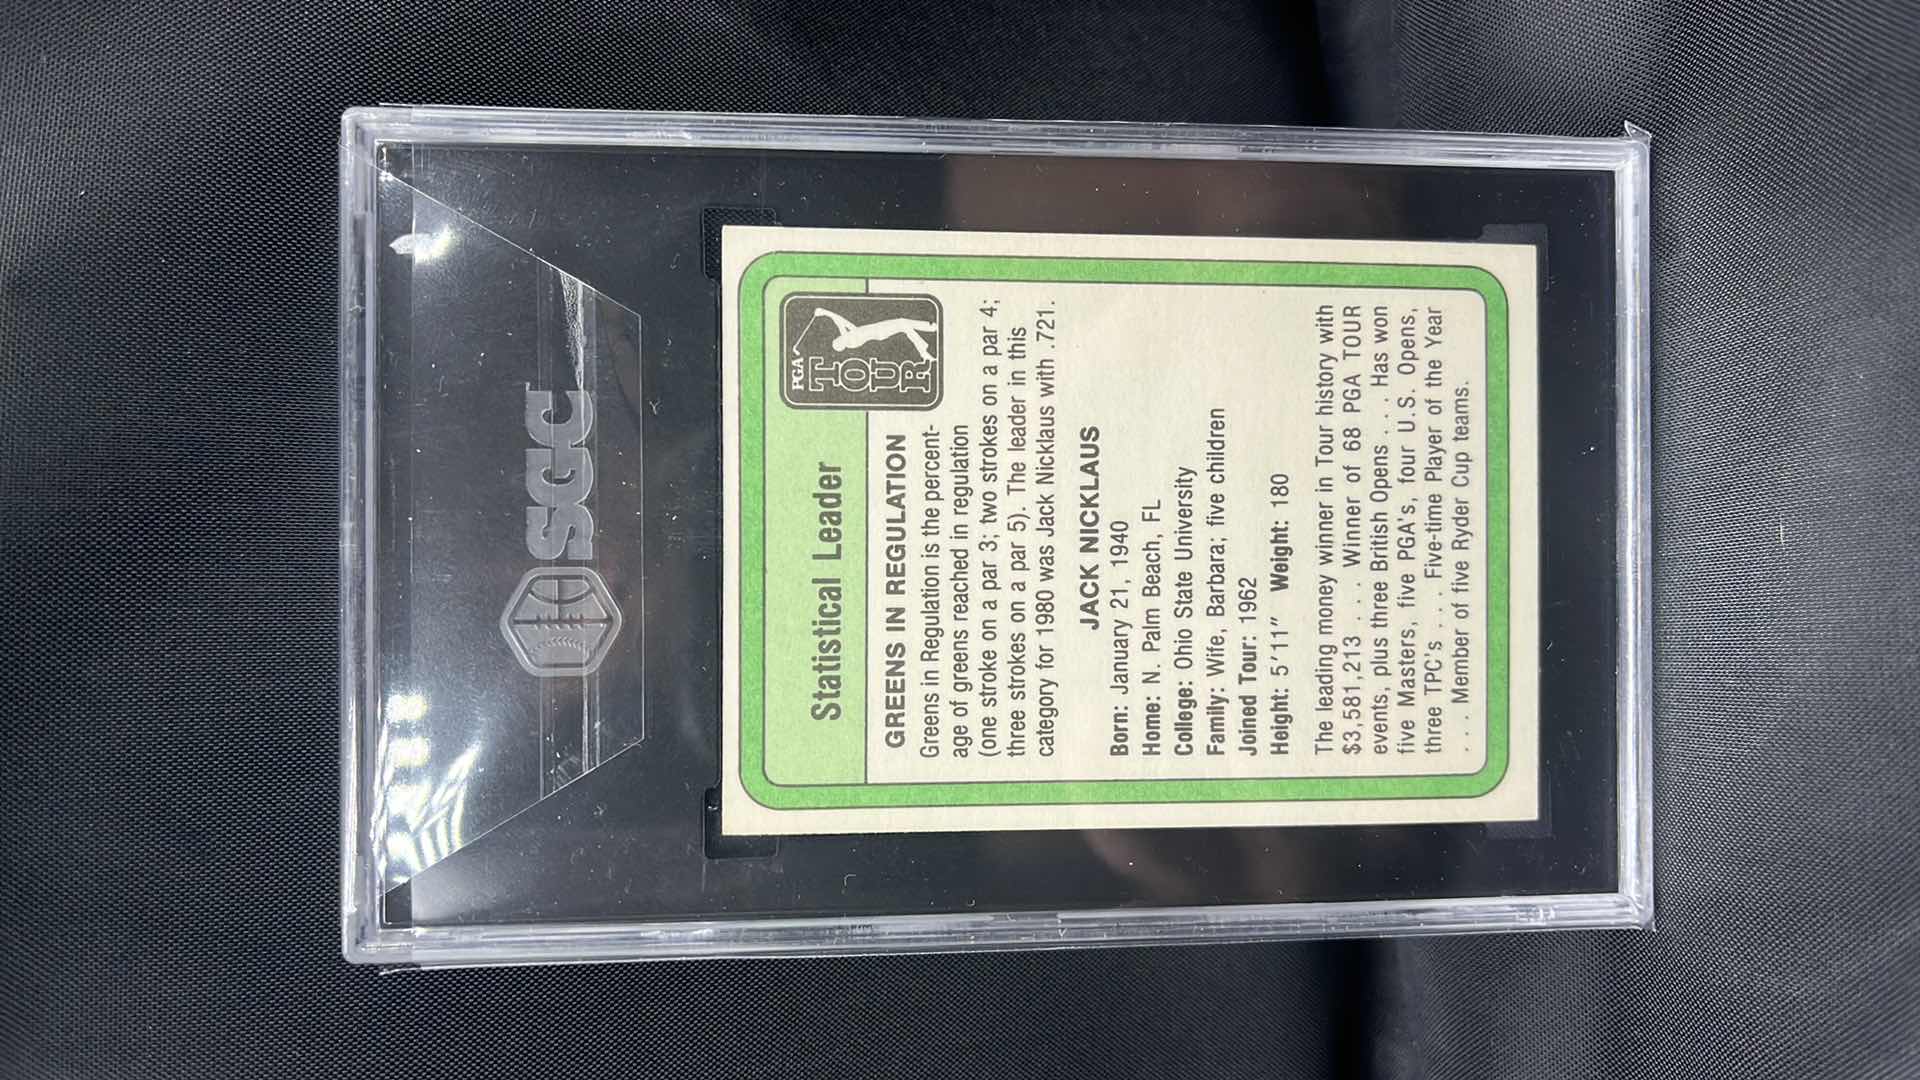 SGC
Statistical Leader
PGA
TOUR
GREENS IN REGULATION
Greens in Regulation is the percent-
age of greens reached in regulation
(one stroke on a par 3; two strokes on a par 4;
three strokes on a par 5). The leader in this
category for 1980 was Jack Nicklaus with .721.
JACK NICKLAUS
Born: January 21, 1940
Home: N. Palm Beach, FL
College: Ohio State University
Family: Wife, Barbara; five children
Joined Tour: 1962
Height: 5'11" Weight: 180
The leading money winner in Tour history with
$3,581,213 . . . Winner of 68 PGA TOUR
events, plus three British Opens . . . Has won
five Masters, five PGA's, four U.S. Opens,
three TPC's . . . Five-time Player of the Year
. . . Member of five Ryder Cup teams.